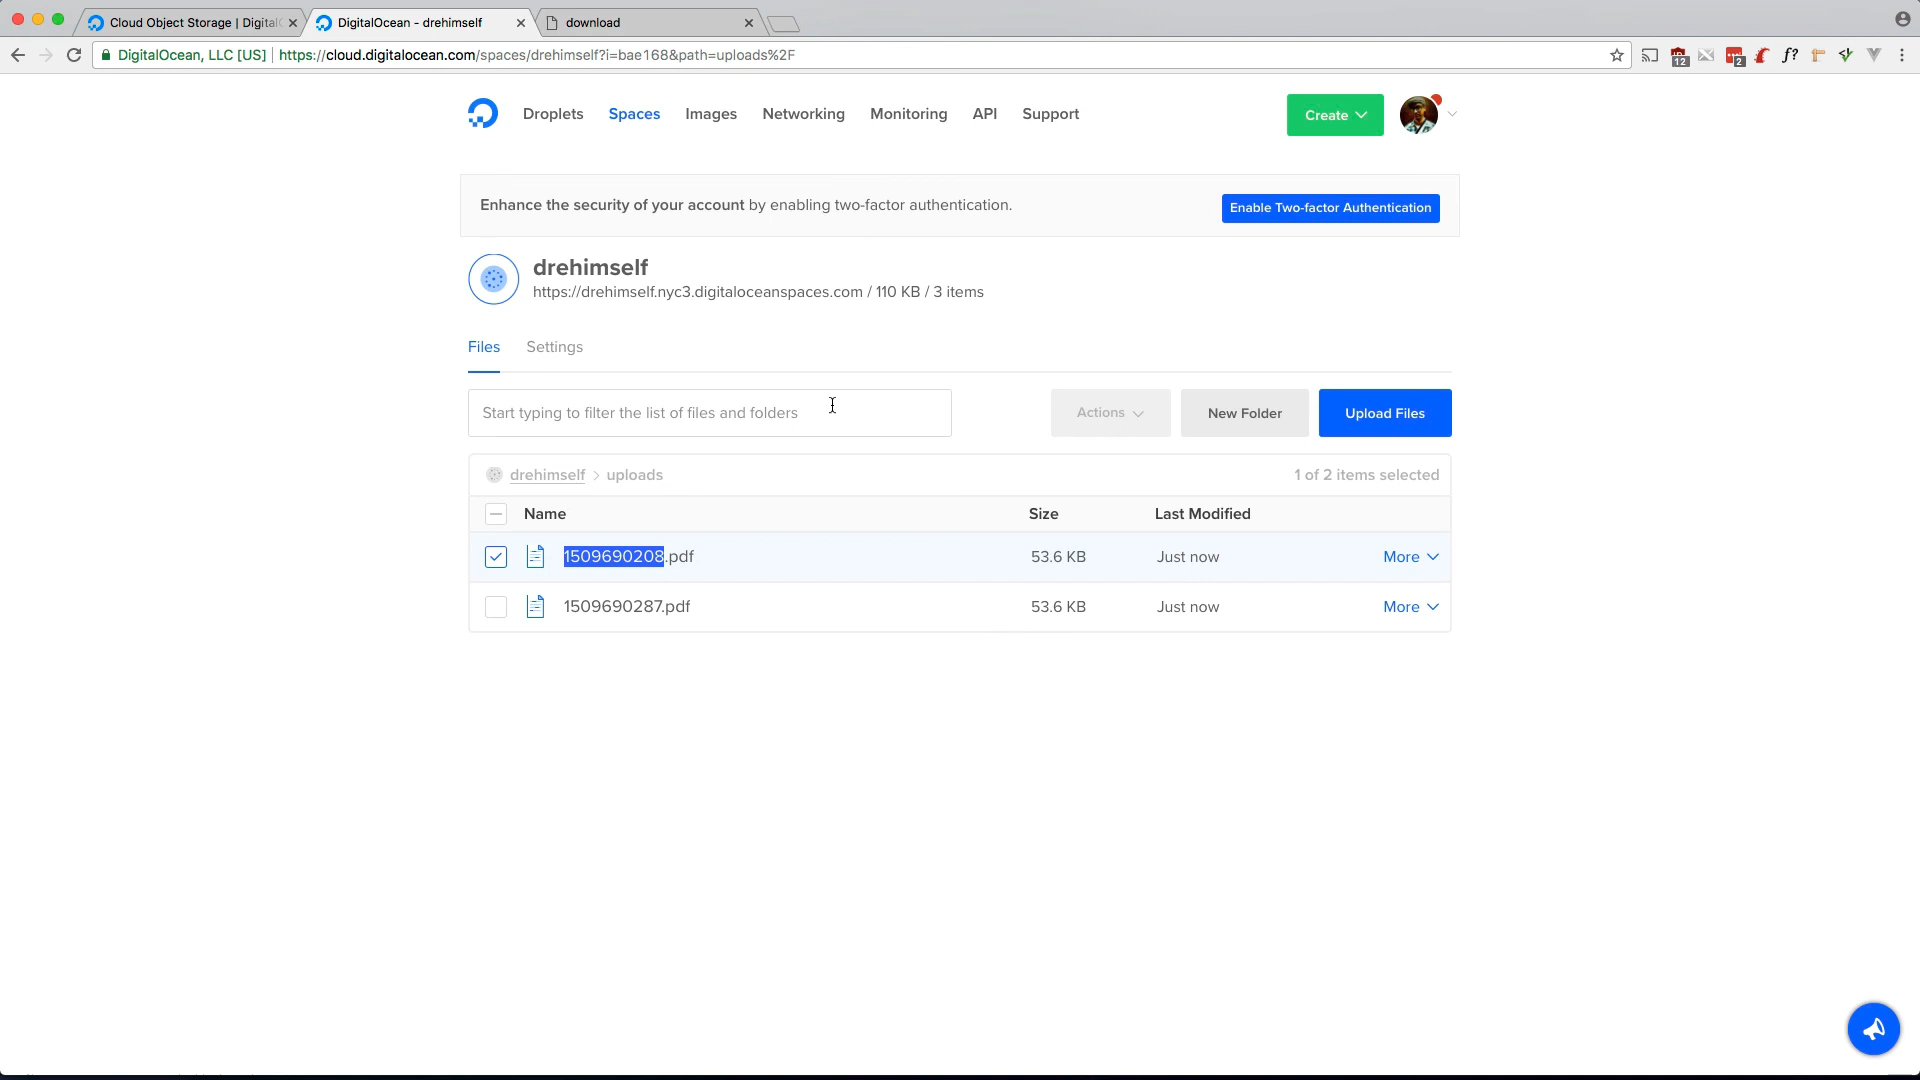 Cloud Object Storage | Digital
DigitalOcean - drehimself
download
DigitalOcean, LLC [US] https://cloud.digitalocean.com/spaces/drehimself?i=bae168&path=uploads%2F
12
2
f?
Droplets Spaces Images Networking Monitoring API Support Create
Enhance the security of your account by enabling two-factor authentication. Enable Two-factor Authentication
drehimself
https://drehimself.nyc3.digitaloceanspaces.com / 110 KB / 3 items
Files Settings
Start typing to filter the list of files and folders Actions New Folder Upload Files
drehimself > uploads 1 of 2 items selected
Name Size Last Modified
1509690208.pdf 53.6 KB Just now More
1509690287.pdf 53.6 KB Just now More